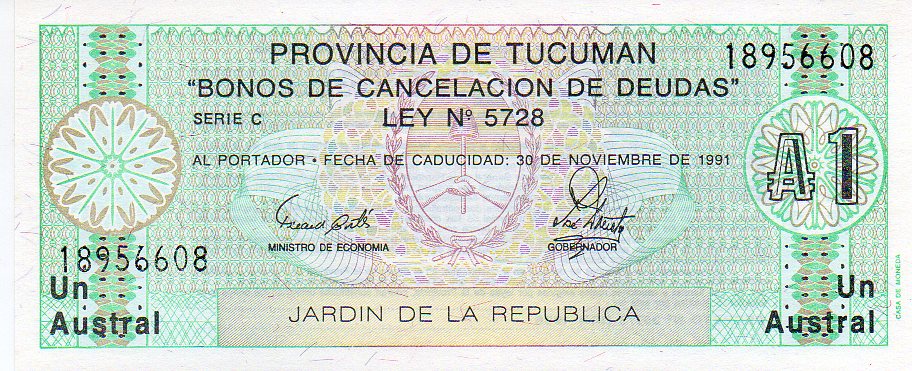 PROVINCIA DE TUCUMAN
18956608
"BONOS DE CANCELACION DE DEUDAS"
SERIE C
LEY Nº 5728
AL PORTADOR • FECHA DE CADUCIDAD: 30 DE NOVIEMBRE DE 1991
₳ 1
MINISTRO DE ECONOMIA
GOBERNADOR
18956608
Un
Austral
JARDIN DE LA REPUBLICA
Un
Austral
CASA DE MONEDA